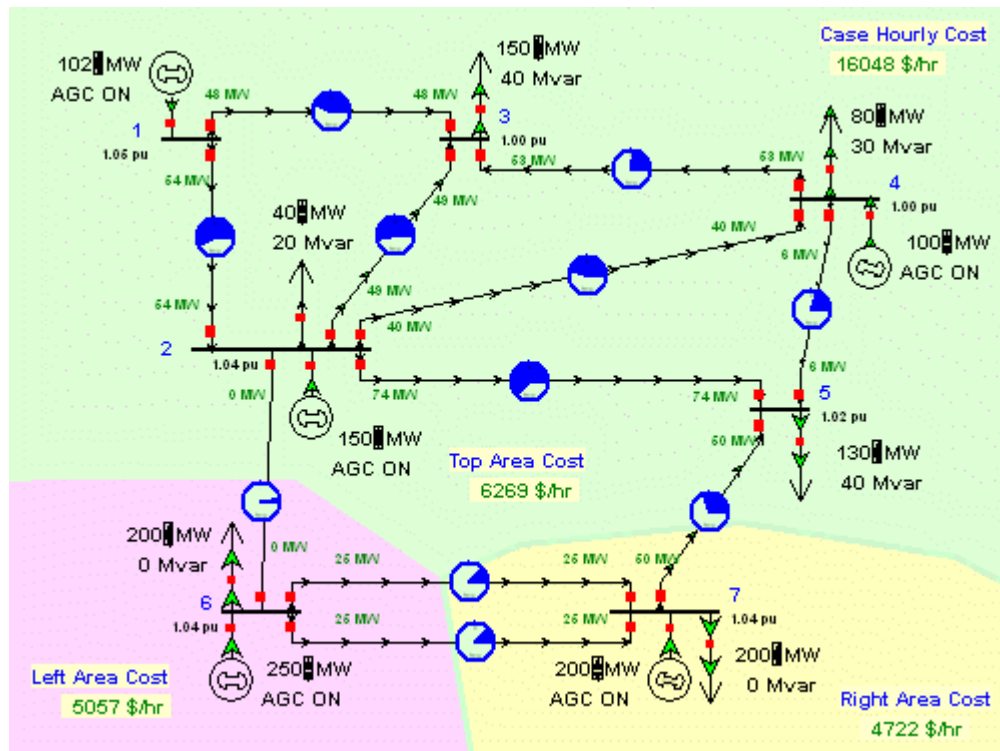 Case Hourly Cost
16048 $/hr
102 MW
AGC ON
150 MW
40 Mvar
48 MW
48 MW
1
1.05 pu
3
1.00 pu
80 MW
30 Mvar
53 MW
53 MW
4
1.00 pu
54 MW
49 MW
40 MW
20 Mvar
40 MW
6 MW
100 MW
AGC ON
54 MW
49 MW
40 MW
2
1.04 pu
0 MW
74 MW
74 MW
6 MW
5
1.02 pu
150 MW
AGC ON
50 MW
130 MW
40 Mvar
Top Area Cost
6269 $/hr
200 MW
0 Mvar
0 MW
25 MW
25 MW
50 MW
6
1.04 pu
25 MW
25 MW
7
1.04 pu
250 MW
AGC ON
200 MW
AGC ON
200 MW
0 Mvar
Left Area Cost
5057 $/hr
Right Area Cost
4722 $/hr